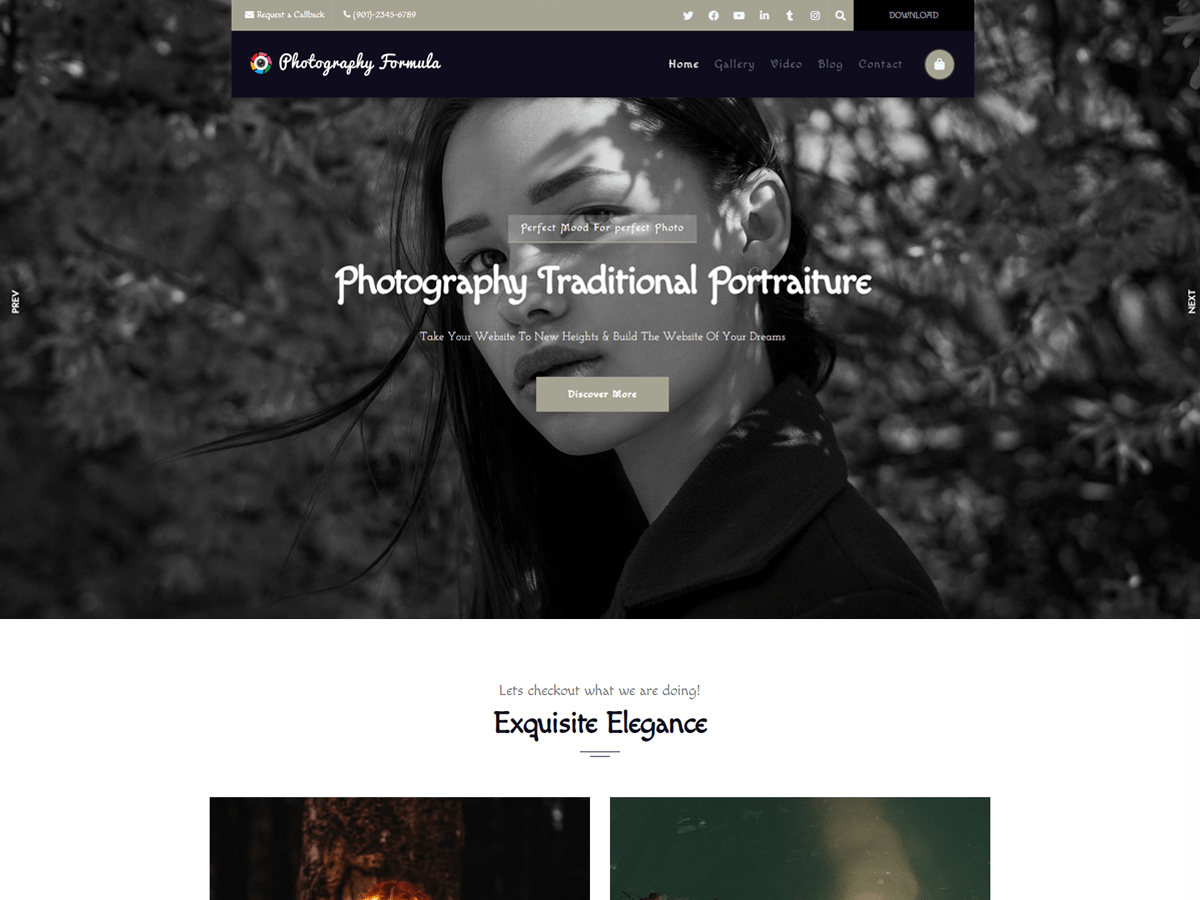 Request a Callback
(901)-2345-6789
DOWNLOAD
Photography Formula
Home Gallery Video Blog Contact
Perfect Mood For perfect Photo
Photography Traditional Portraiture
PREV
NEXT
Take Your Website To New Heights & Build The Website Of Your Dreams
Discover More
Lets checkout what we are doing!
Exquisite Elegance